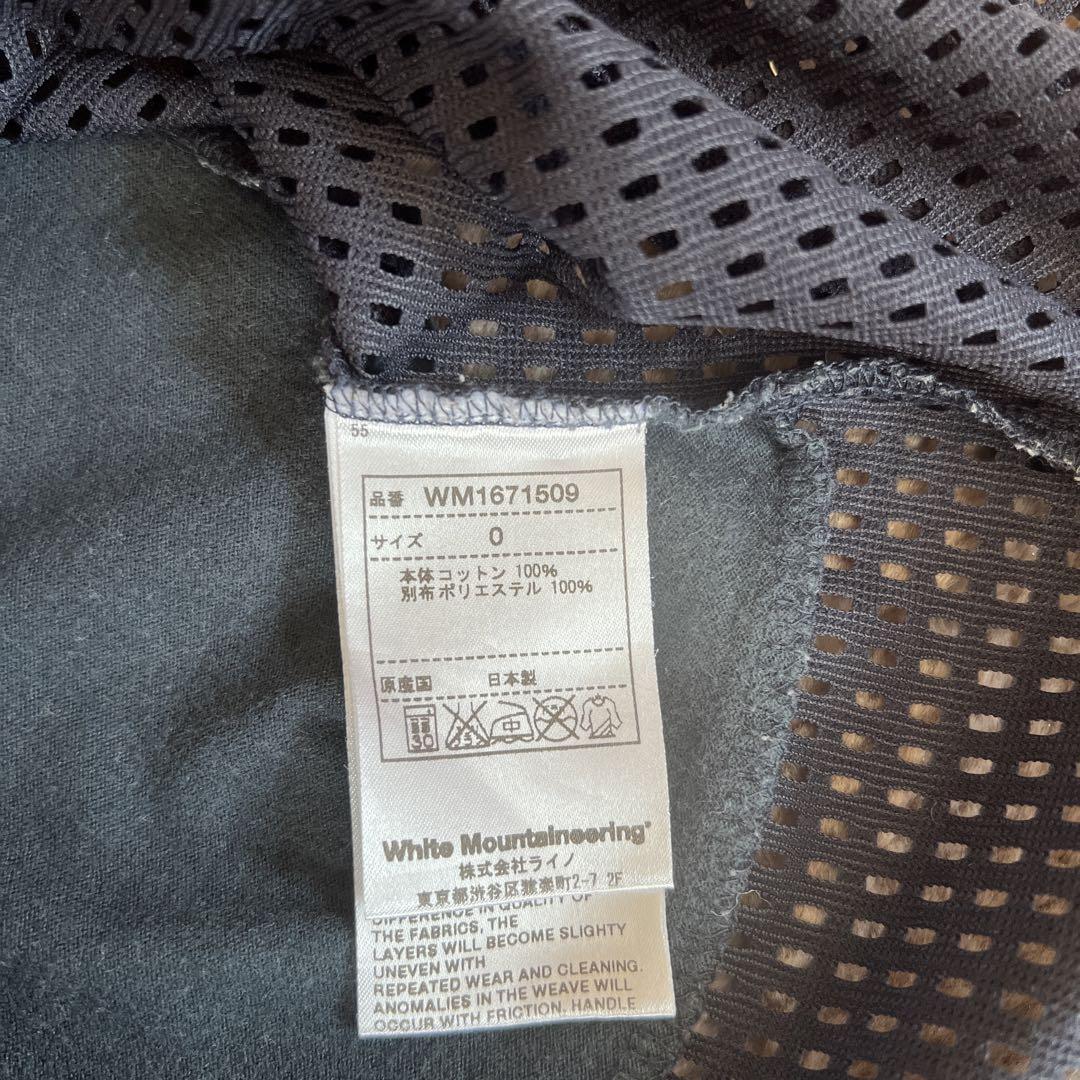 55
品番 WM1671509
サイズ 0
本体コットン 100%
別布ポリエステル 100%
原産国 日本製
30 中
White Mountaineering®
株式会社ライノ
東京都渋谷区猿楽町2-7 2F
DIFFERENCE IN QUALITY OF
THE FABRICS, THE
LAYERS WILL BECOME SLIGHTY
UNEVEN WITH
REPEATED WEAR AND CLEANING.
ANOMALIES IN THE WEAVE WILL
OCCUR WITH FRICTION. HANDLE